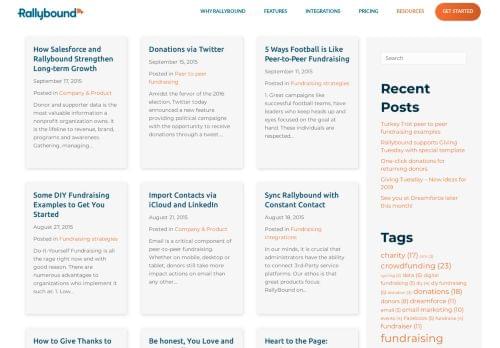 Rallybound
WHY RALLYBOUND
FEATURES
INTEGRATIONS
PRICING
RESOURCES
GET STARTED
How Salesforce and
Rallybound Strengthen
Long-term Growth
September 17, 2015
Posted in Company & Product
Donor and supporter data is the
most valuable information a
nonprofit organization owns. It
is the lifeline to revenue, brand,
programs and awareness.
Gathering, managing...
Donations via Twitter
September 15, 2015
Posted in Peer to peer
fundraising
Amidst the fervor of the 2016
election, Twitter today
announced a new feature
providing political campaigns
with the opportunity to receive
donations through a tweet....
5 Ways Football is Like
Peer-to-Peer Fundraising
September 11, 2015
Posted in Fundraising strategies
1. Great campaigns like
successful football teams, have
leaders who keep heads up and
eyes focused on the goal at
hand. These individuals are
respected...
Some DIY Fundraising
Examples to Get You
Started
August 27, 2015
Posted in Fundraising strategies
Do-It-Yourself Fundraising is all
the rage right now and with
good reason. There are
numerous advantages to
organizations who implement it
such as: 1. Low...
Import Contacts via
iCloud and LinkedIn
August 21, 2015
Posted in Company & Product
Email is a critical component of
peer-to-peer fundraising.
Whether on mobile, desktop or
tablet, donors still take more
impactful actions on email than
any other...
Sync Rallybound with
Constant Contact
August 18, 2015
Posted in Fundraising
integrations
In our minds, it is crucial that
administrators have the ability
to connect 3rd-Party service
platforms. Our ethos is that
great products focus
RallyBound on...
How to Give Thanks to
Be honest, You Love and
Heart to the Page:
Search
Recent
Posts
Turkey Trot peer to peer
fundraising examples
Rallybound supports Giving
Tuesday with special template
One-click donations for
returning donors
Giving Tuesday – New ideas for
2019
See you at Dreamforce later
this month!
Tags
charity (17)
crowdfunding (23)
data (5) digital
fundraising (5) diy fundraising
donations (18)
donors (8) dreamforce (11)
email (5) email marketing (10)
events (4) Facebook (5)
fundraiser (11)
fundraising